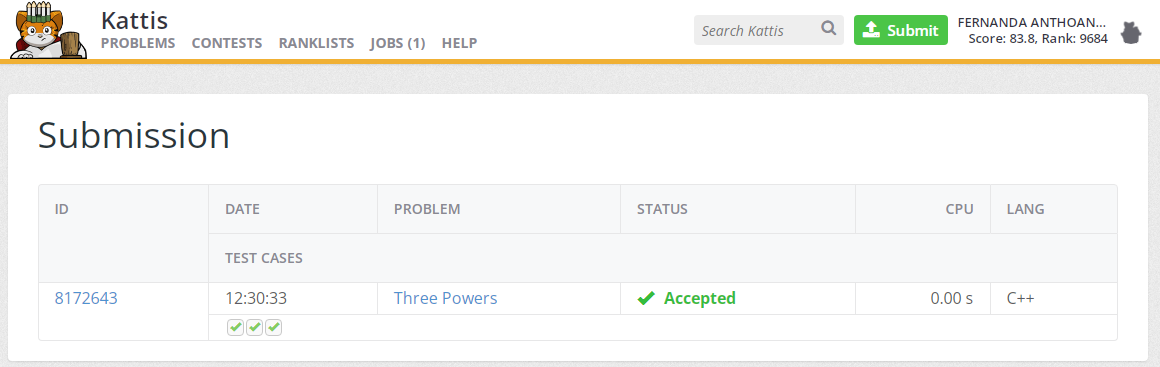 Kattis
PROBLEMS CONTESTS RANKLISTS JOBS (1) HELP
Search Kattis
Submit
FERNANDA ANTHOAN...
Score: 83.8, Rank: 9684
Submission
ID DATE PROBLEM STATUS CPU LANG
TEST CASES
8172643 12:30:33 Three Powers Accepted 0.00 s C++